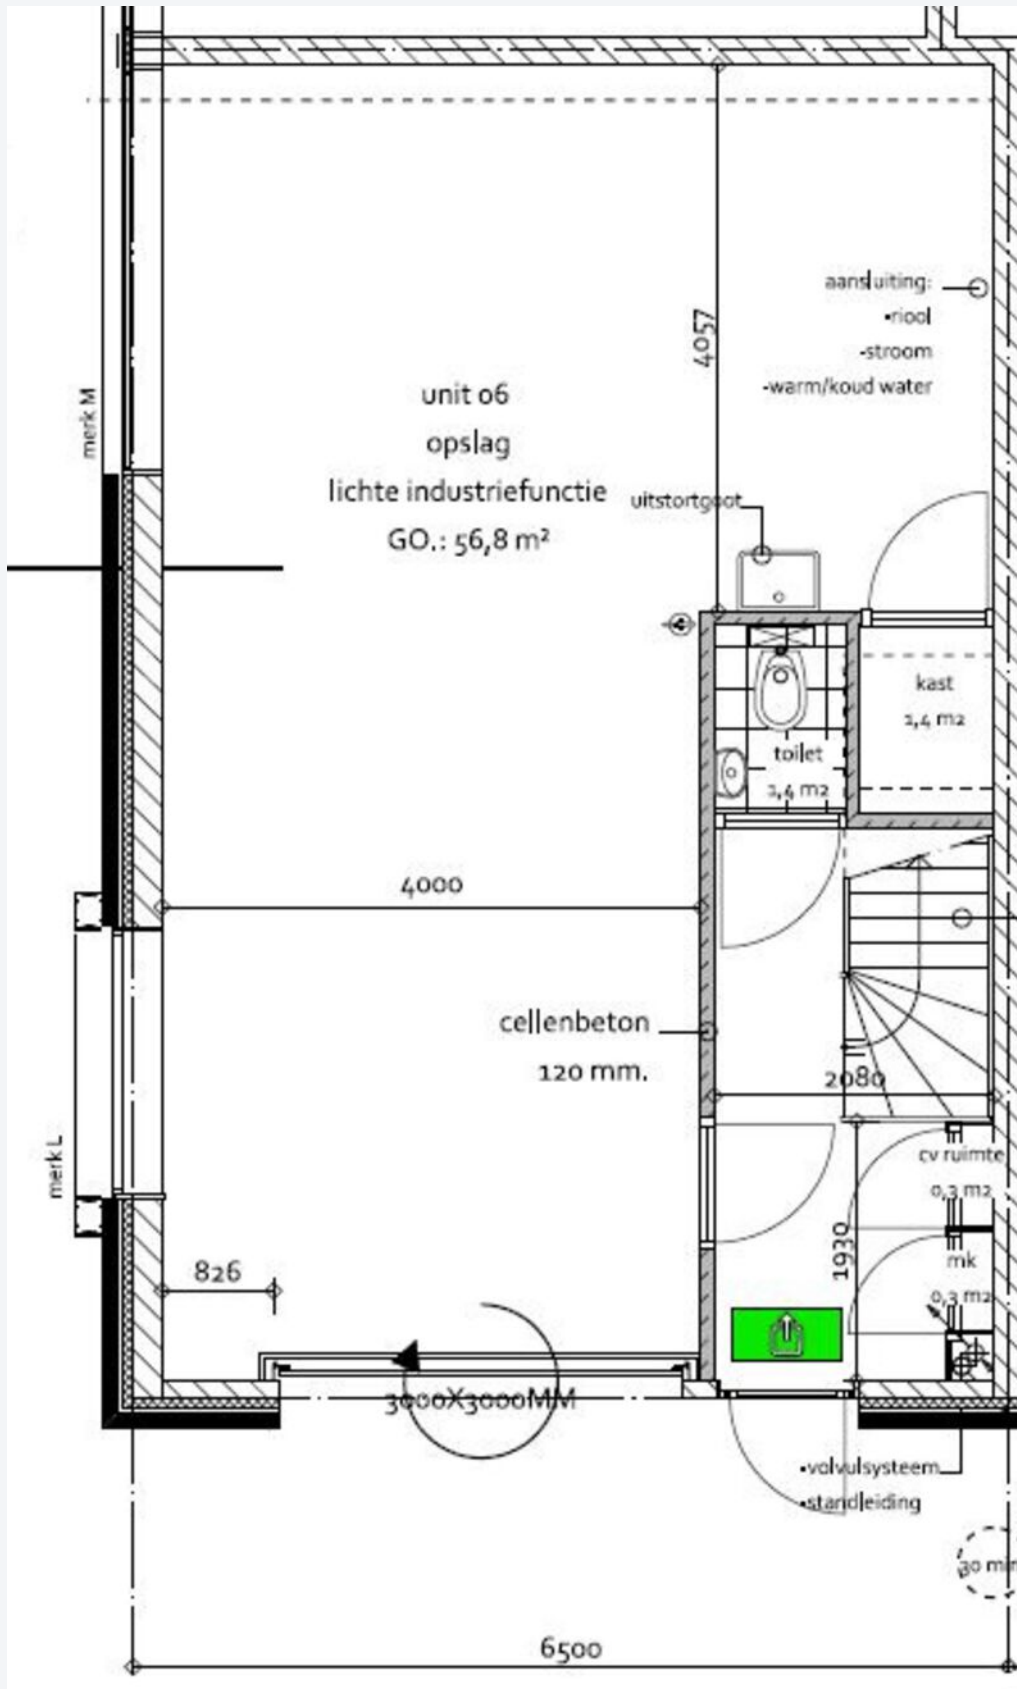 aansluiting:
-riool
-stroom
-warm/koud water
4057
merk M
unit 06
opslag
lichte industriefunctie
GO.: 56,8 m²
uitstortgoot
kast
1,4 m2
toilet
1,4 m2
4000
cellenbeton
120 mm.
2080
merk L
cv ruimte
0,3 m2
1930
mk
0,3 m2
826
3000X3000MM
-volvulsysteem
-standleiding
30 min
6500